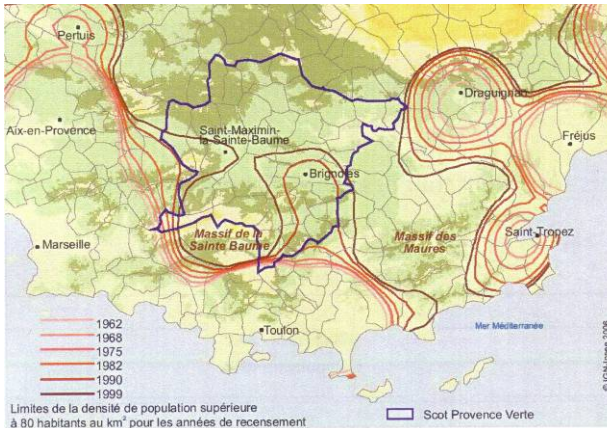 Pertuis
Draguignan
Aix-en-Provence
Saint-Maximin-
la-Sainte-Baume
Fréjus
Brignoles
Massif de la
Sainte Baume
Massif des
Maures
Saint-Tropez
Marseille
Toulon
Mer Méditerranée
1962
1968
1975
1982
1990
1999
Limites de la densité de population supérieure
à 80 habitants au km² pour les années de recensement
Scot Provence Verte